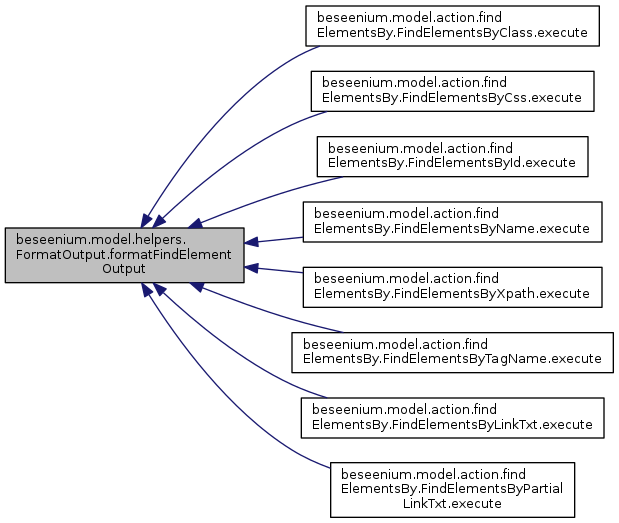 beseenium.model.action.find
ElementsBy.FindElementsByClass.execute
beseenium.model.action.find
ElementsBy.FindElementsByCss.execute
beseenium.model.action.find
ElementsBy.FindElementsById.execute
beseenium.model.action.find
ElementsBy.FindElementsByName.execute
beseenium.model.helpers.
FormatOutput.formatFindElement
Output
beseenium.model.action.find
ElementsBy.FindElementsByXpath.execute
beseenium.model.action.find
ElementsBy.FindElementsByTagName.execute
beseenium.model.action.find
ElementsBy.FindElementsByLinkTxt.execute
beseenium.model.action.find
ElementsBy.FindElementsByPartial
LinkTxt.execute